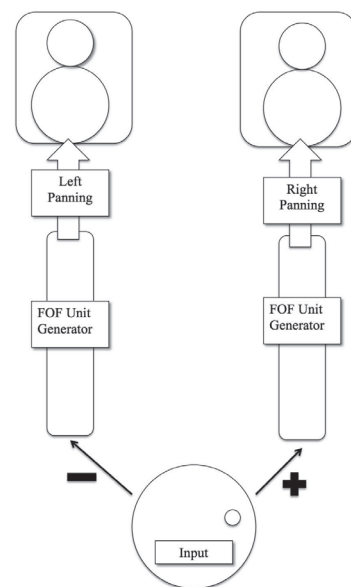 Left
Panning
Right
Panning
FOF Unit
Generator
FOF Unit
Generator
−
+
Input